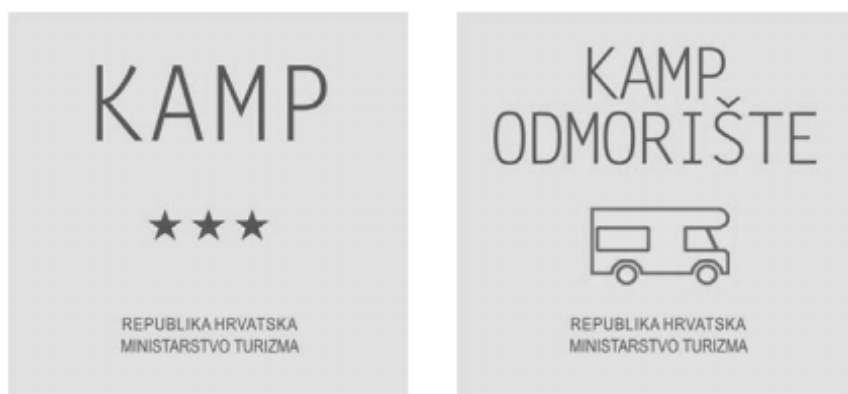 KAMP
REPUBLIKA HRVATSKA
MINISTARSTVO TURIZMA
KAMP
ODMORIŠTE
REPUBLIKA HRVATSKA
MINISTARSTVO TURIZMA